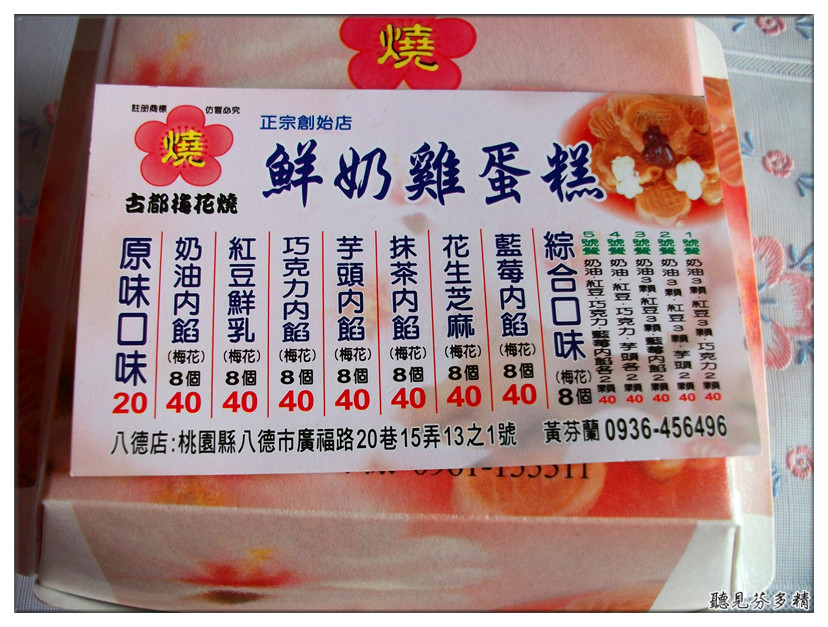 燒
註冊商標 仿冒必究
燒
古都梅花燒
正宗創始店
鮮奶雞蛋糕
原味口味
20
奶油內餡
(梅花)
8個
40
紅豆鮮乳
(梅花)
8個
40
巧克力內餡
(梅花)
8個
40
芋頭內餡
(梅花)
8個
40
抹茶內餡
(梅花)
8個
40
花生芝麻
(梅花)
8個
40
藍莓內餡
(梅花)
8個
40
綜合口味
(梅花)
8個
5號餐 奶油·紅豆·巧克力·藍莓內餡各2顆 40
4號餐 奶油·紅豆·巧克力·芋頭各2顆 40
3號餐 奶油3顆 紅豆3顆 藍莓內餡2顆 40
2號餐 奶油3顆 紅豆3顆 芋頭2顆 40
1號餐 奶油3顆 紅豆3顆 巧克力2顆 40
八德店:桃園縣八德市廣福路20巷15弄13之1號 黃芬蘭 0936-456496
聽見芬多精